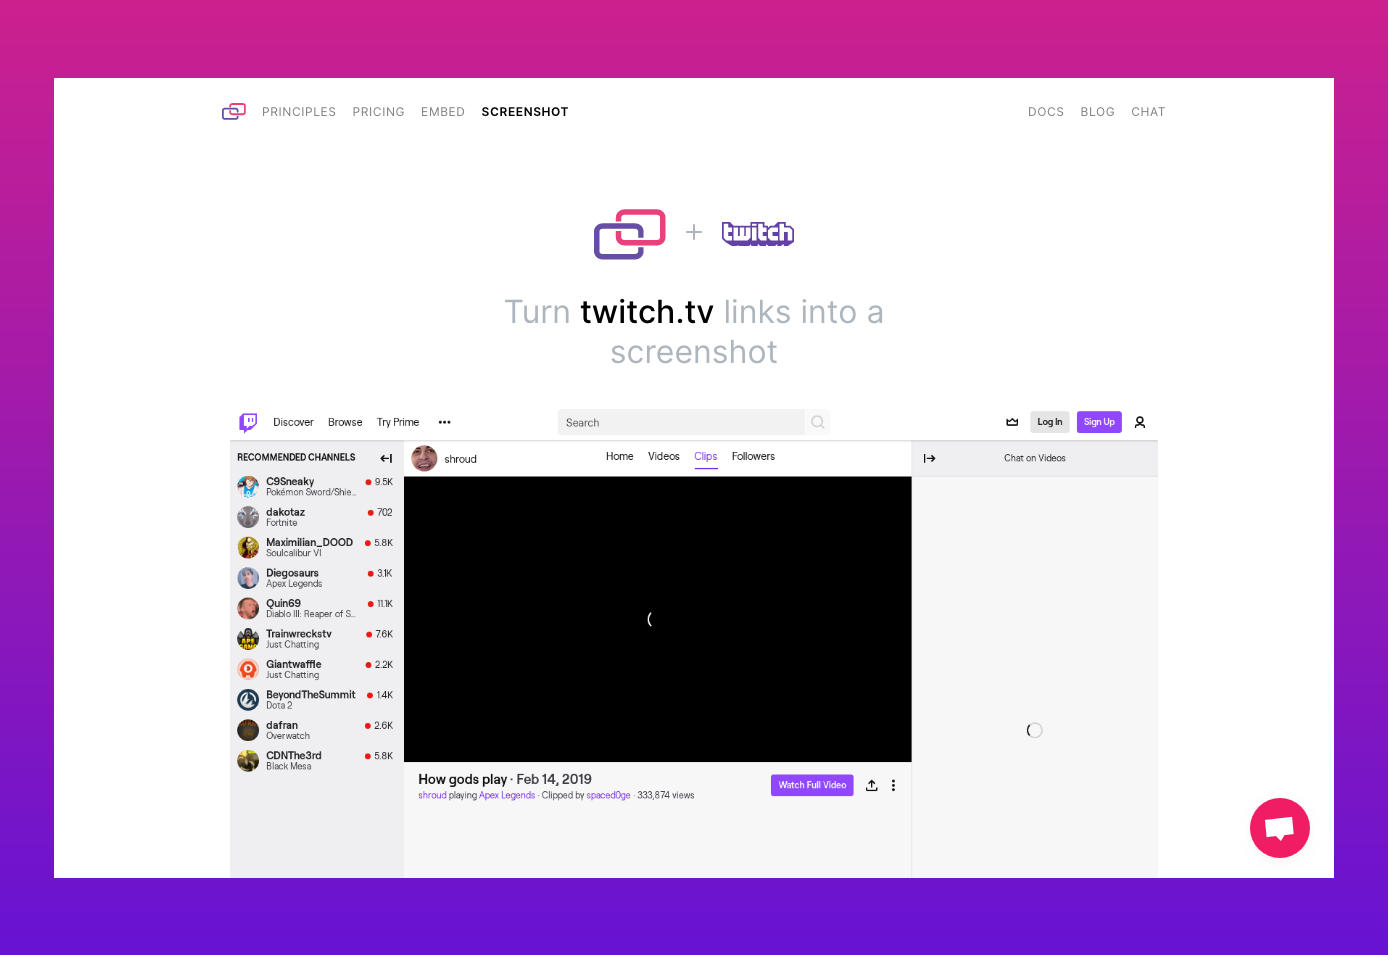 PRINCIPLES PRICING EMBED SCREENSHOT DOCS BLOG CHAT
twitch
Turn twitch.tv links into a
screenshot
Discover Browse Try Prime Search Log In Sign Up
RECOMMENDED CHANNELS
shroud
Home Videos Clips Followers
Chat on Videos
C9Sneaky 9.5K
Pokémon Sword/Shie...
dakotaz 702
Fortnite
Maximilian_DOOD 5.8K
Soulcalibur VI
Diegosaurs 3.1K
Apex Legends
Quin69 11.1K
Diablo III: Reaper of S...
Trainwreckstv 7.6K
Just Chatting
Giantwaffle 2.2K
Just Chatting
BeyondTheSummit 1.4K
Dota 2
dafran 2.6K
Overwatch
CDNThe3rd 5.8K
Black Mesa
How gods play · Feb 14, 2019
shroud playing Apex Legends · Clipped by spaced0ge · 333,874 views
Watch Full Video